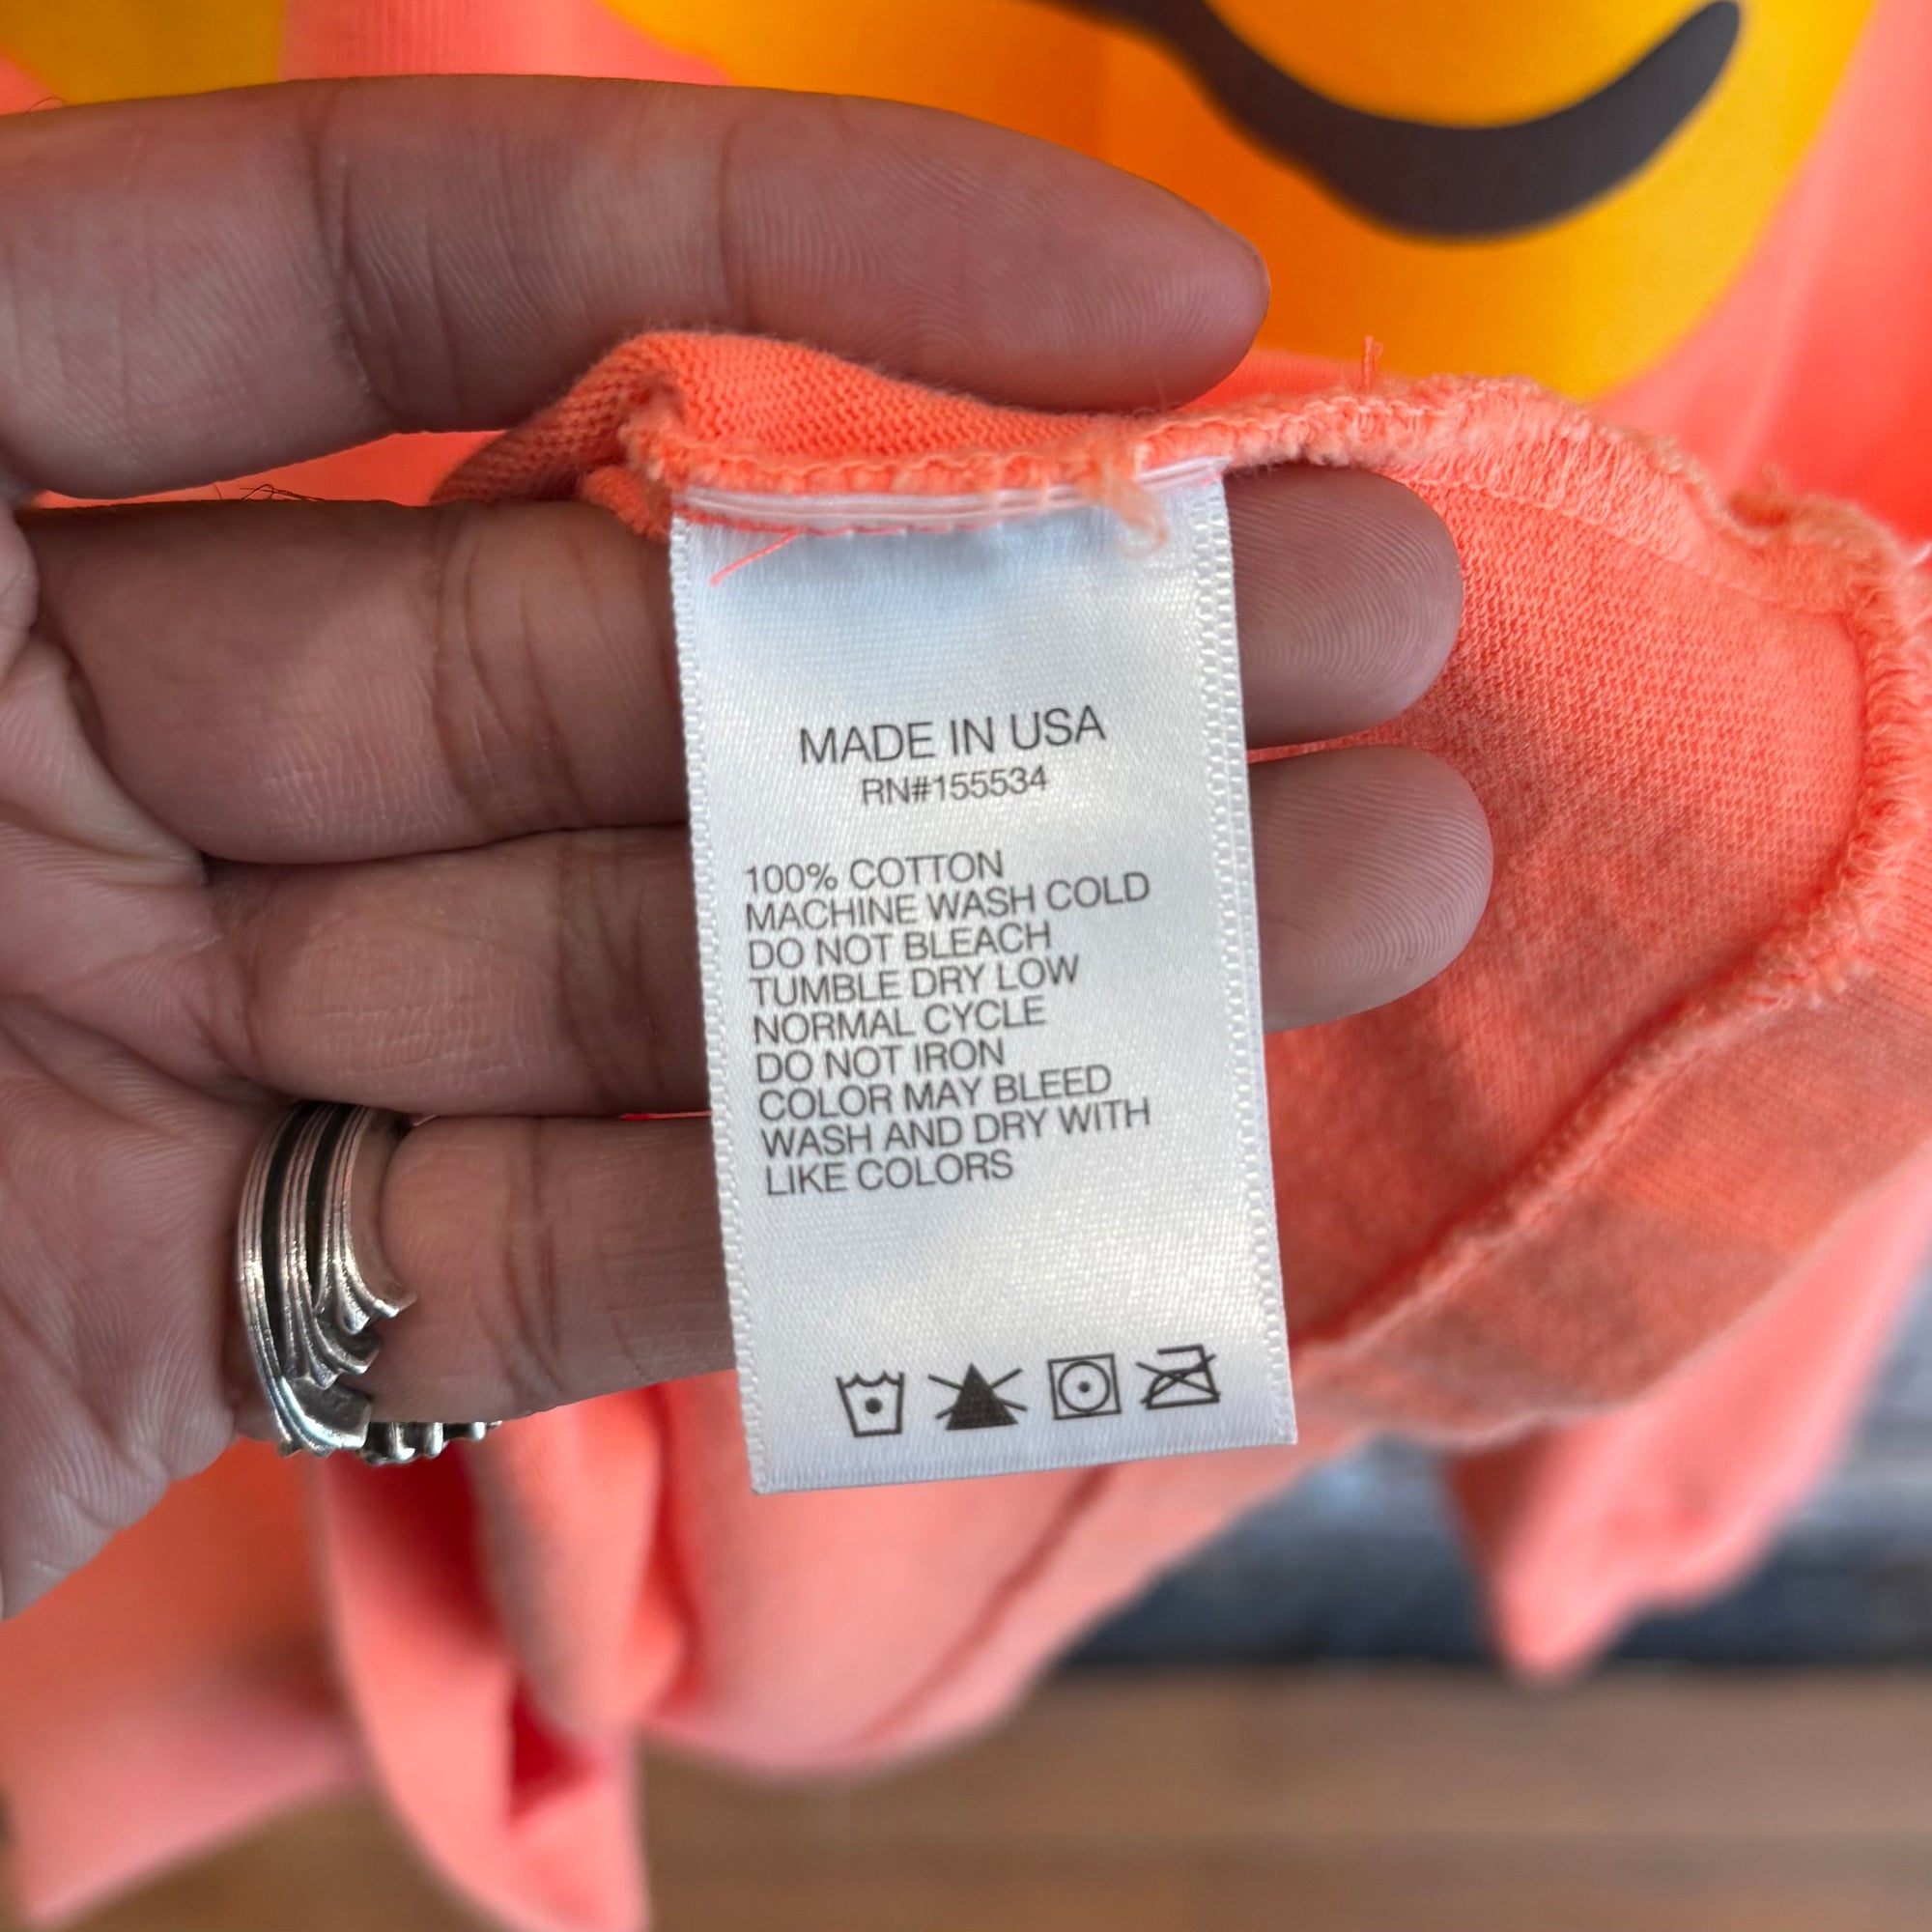 MADE IN USA
RN#155534
100% COTTON
MACHINE WASH COLD
DO NOT BLEACH
TUMBLE DRY LOW
NORMAL CYCLE
DO NOT IRON
COLOR MAY BLEED
WASH AND DRY WITH
LIKE COLORS